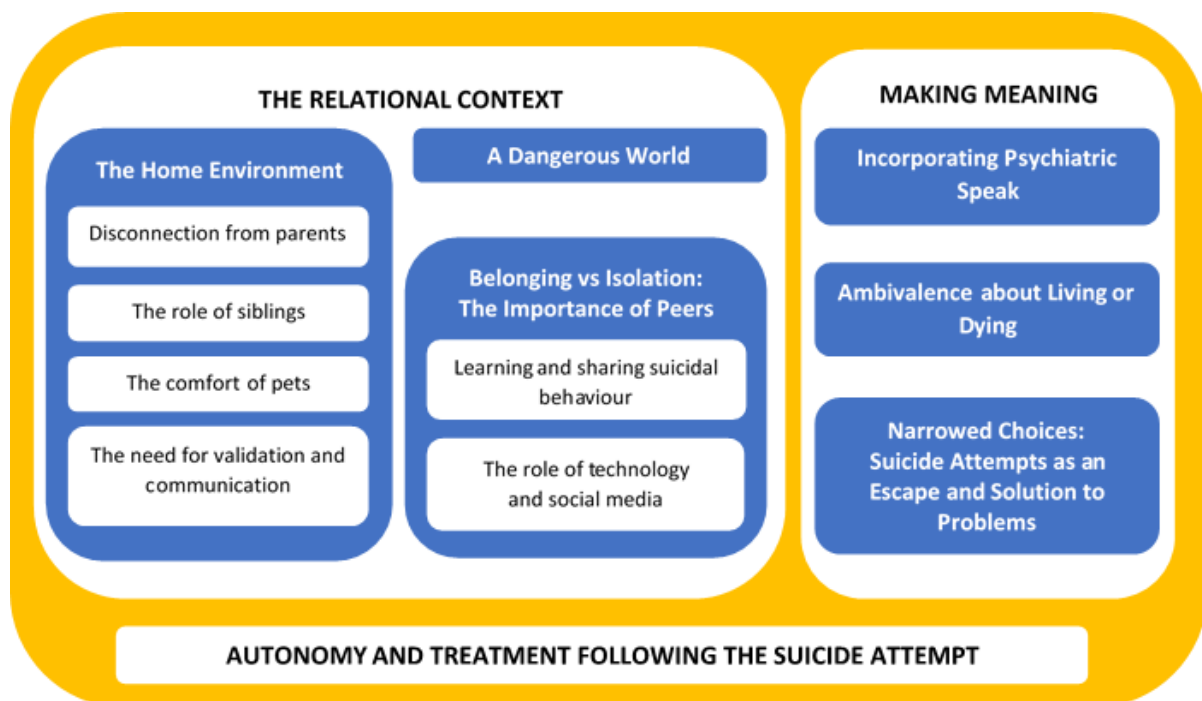 THE RELATIONAL CONTEXT
The Home Environment
Disconnection from parents
The role of siblings
The comfort of pets
The need for validation and
communication
A Dangerous World
Belonging vs Isolation:
The Importance of Peers
Learning and sharing suicidal
behaviour
The role of technology
and social media
MAKING MEANING
Incorporating Psychiatric
Speak
Ambivalence about Living or
Dying
Narrowed Choices:
Suicide Attempts as an
Escape and Solution to
Problems
AUTONOMY AND TREATMENT FOLLOWING THE SUICIDE ATTEMPT